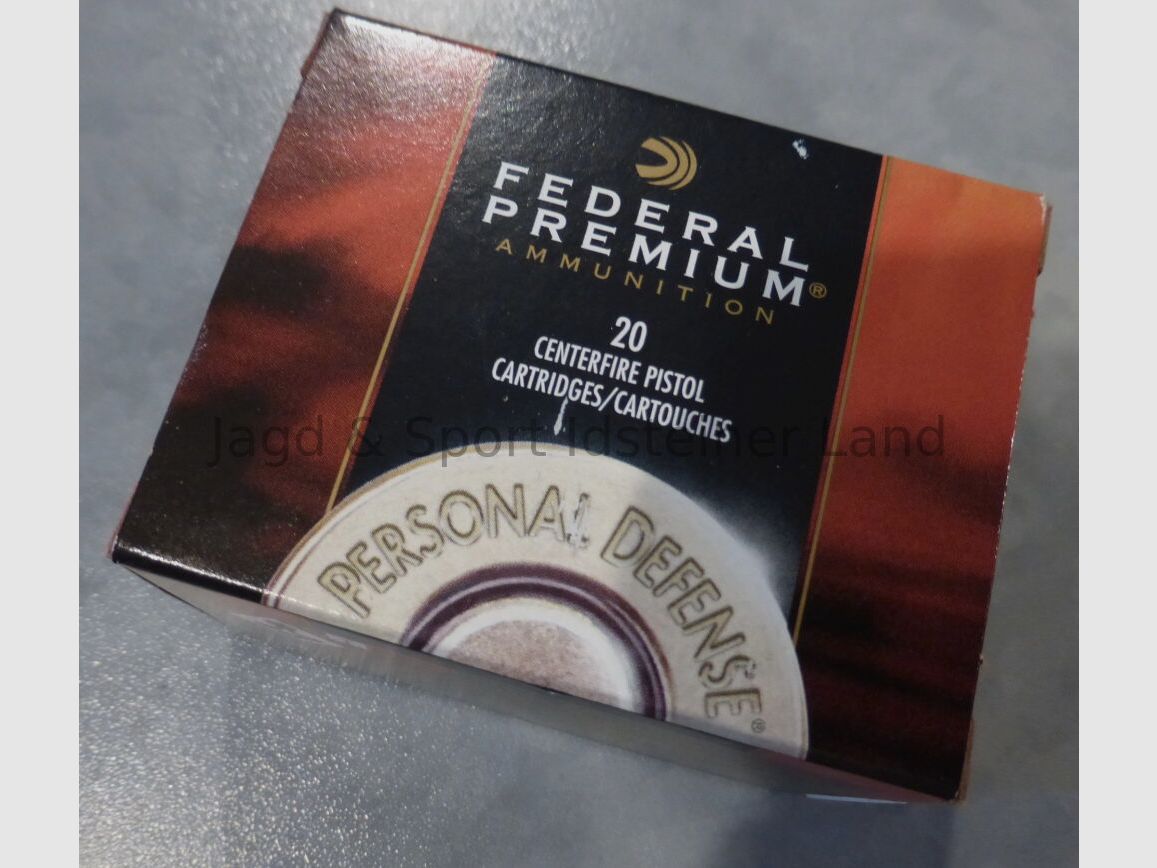 FEDERAL
PREMIUM®
AMMUNITION
20
CENTERFIRE PISTOL
CARTRIDGES/CARTOUCHES
Jagd & Sport Idsteiner Land
PERSONAL DEFENSE®